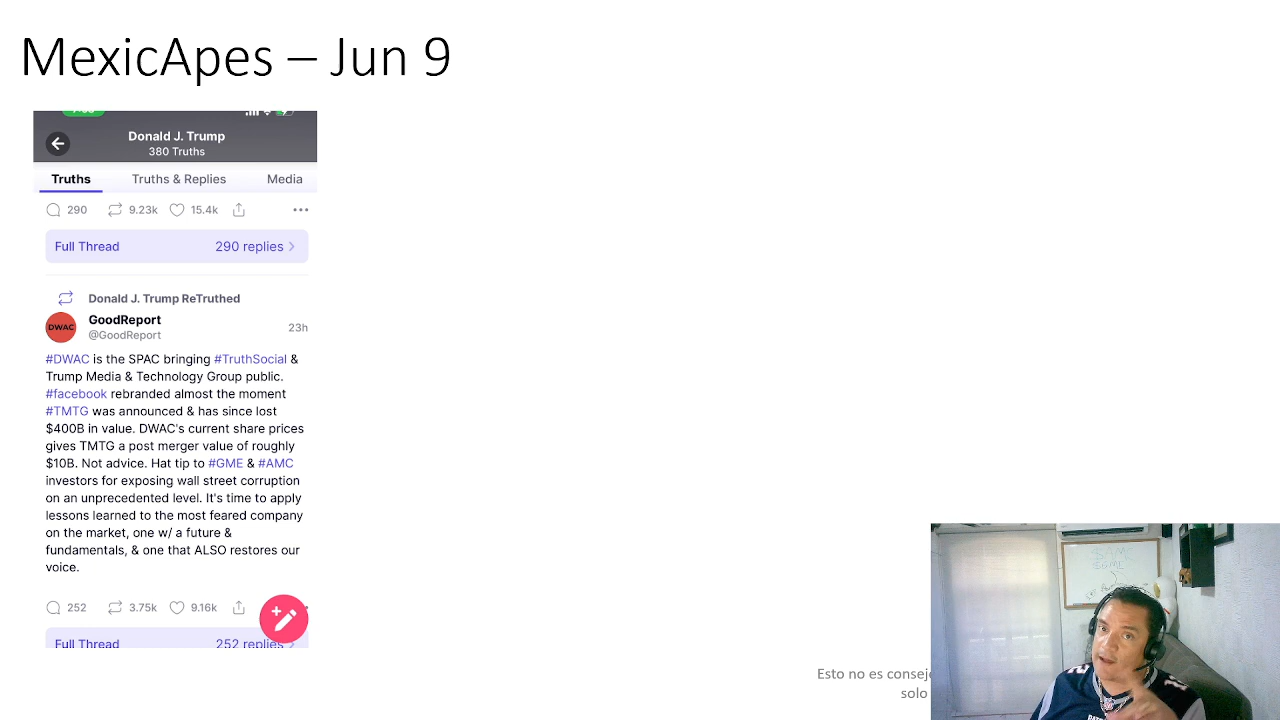 MexicApes – Jun 9
Donald J. Trump
380 Truths
Truths Truths & Replies Media
290 9.23k 15.4k
Full Thread 290 replies
Donald J. Trump ReTruthed
GoodReport
DWAC
@GoodReport 23h
#DWAC is the SPAC bringing #TruthSocial &
Trump Media & Technology Group public.
#facebook rebranded almost the moment
#TMTG was announced & has since lost
$400B in value. DWAC's current share prices
gives TMTG a post merger value of roughly
$10B. Not advice. Hat tip to #GME & #AMC
investors for exposing wall street corruption
on an unprecedented level. It's time to apply
lessons learned to the most feared company
on the market, one w/ a future &
fundamentals, & one that ALSO restores our
voice.
252 3.75k 9.16k
Full Thread 252 replies
Esto no es consejo
solo
$GME
12